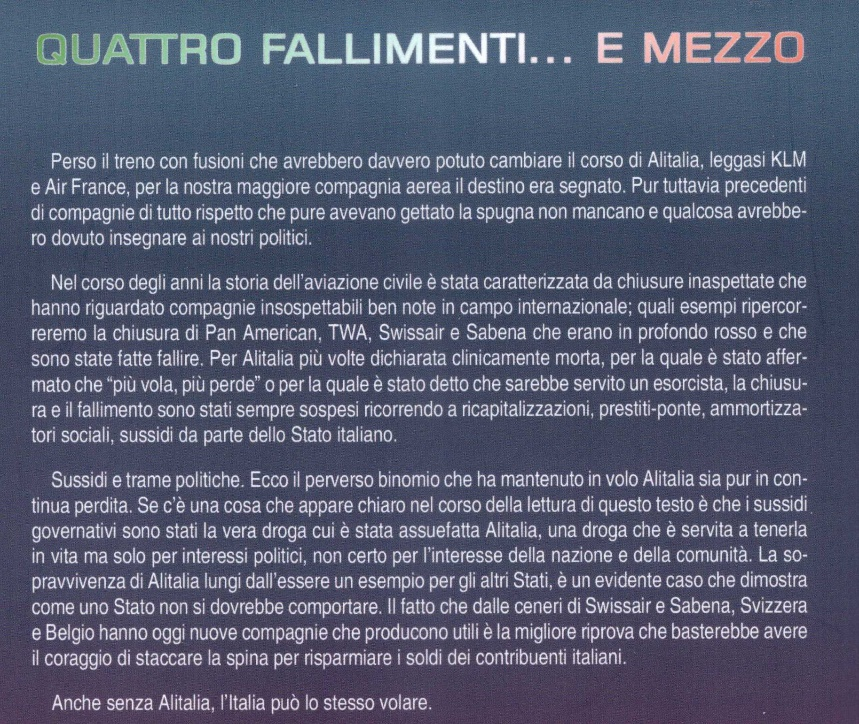 QUATTRO FALLIMENTI... E MEZZO
Perso il treno con fusioni che avrebbero davvero potuto cambiare il corso di Alitalia, leggasi KLM
e Air France, per la nostra maggiore compagnia aerea il destino era segnato. Pur tuttavia precedenti
di compagnie di tutto rispetto che pure avevano gettato la spugna non mancano e qualcosa avrebbe-
ro dovuto insegnare ai nostri politici.
Nel corso degli anni la storia dell'aviazione civile è stata caratterizzata da chiusure inaspettate che
hanno riguardato compagnie insospettabili ben note in campo internazionale; quali esempi ripercor-
reremo la chiusura di Pan American, TWA, Swissair e Sabena che erano in profondo rosso e che
sono state fatte fallire. Per Alitalia più volte dichiarata clinicamente morta, per la quale è stato affer-
mato che "più vola, più perde" o per la quale è stato detto che sarebbe servito un esorcista, la chiusu-
ra e il fallimento sono stati sempre sospesi ricorrendo a ricapitalizzazioni, prestiti-ponte, ammortizza-
tori sociali, sussidi da parte dello Stato italiano.
Sussidi e trame politiche. Ecco il perverso binomio che ha mantenuto in volo Alitalia sia pur in con-
tinua perdita. Se c'è una cosa che appare chiaro nel corso della lettura di questo testo è che i sussidi
governativi sono stati la vera droga cui è stata assuefatta Alitalia, una droga che è servita a tenerla
in vita ma solo per interessi politici, non certo per l'interesse della nazione e della comunità. La so-
pravvivenza di Alitalia lungi dall'essere un esempio per gli altri Stati, è un evidente caso che dimostra
come uno Stato non si dovrebbe comportare. Il fatto che dalle ceneri di Swissair e Sabena, Svizzera
e Belgio hanno oggi nuove compagnie che producono utili è la migliore riprova che basterebbe avere
il coraggio di staccare la spina per risparmiare i soldi dei contribuenti italiani.
Anche senza Alitalia, l'Italia può lo stesso volare.